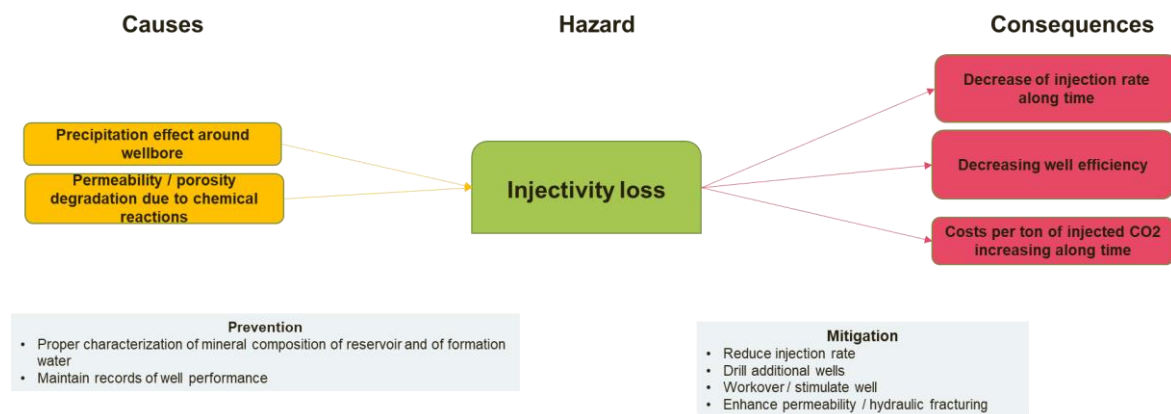 Causes
Hazard
Consequences
Precipitation effect around
wellbore
Permeability / porosity
degradation due to chemical
reactions
Injectivity loss
Decrease of injection rate
along time
Decreasing well efficiency
Costs per ton of injected CO2
increasing along time
Prevention
• Proper characterization of mineral composition of reservoir and of formation
water
• Maintain records of well performance
Mitigation
• Reduce injection rate
• Drill additional wells
• Workover / stimulate well
• Enhance permeability / hydraulic fracturing